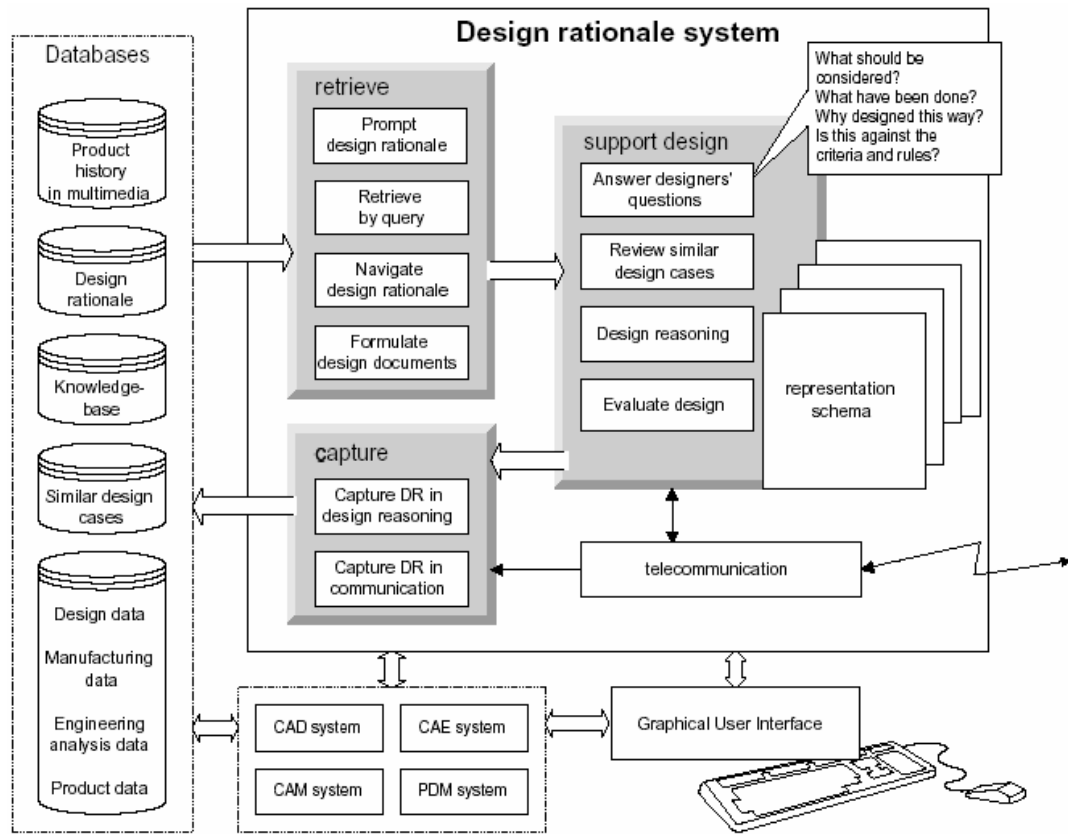 Design rationale system
Databases
Product
history
in multimedia
Design
rationale
Knowledge-
base
Similar design
cases
Design data
Manufacturing
data
Engineering
analysis data
Product data
retrieve
Prompt
design rationale
Retrieve
by query
Navigate
design rationale
Formulate
design documents
support design
Answer designers'
questions
Review similar
design cases
Design reasoning
Evaluate design
What should be
considered?
What have been done?
Why designed this way?
Is this against the
criteria and rules?
representation
schema
capture
Capture DR in
design reasoning
Capture DR in
communication
telecommunication
CAD system
CAE system
CAM system
PDM system
Graphical User Interface